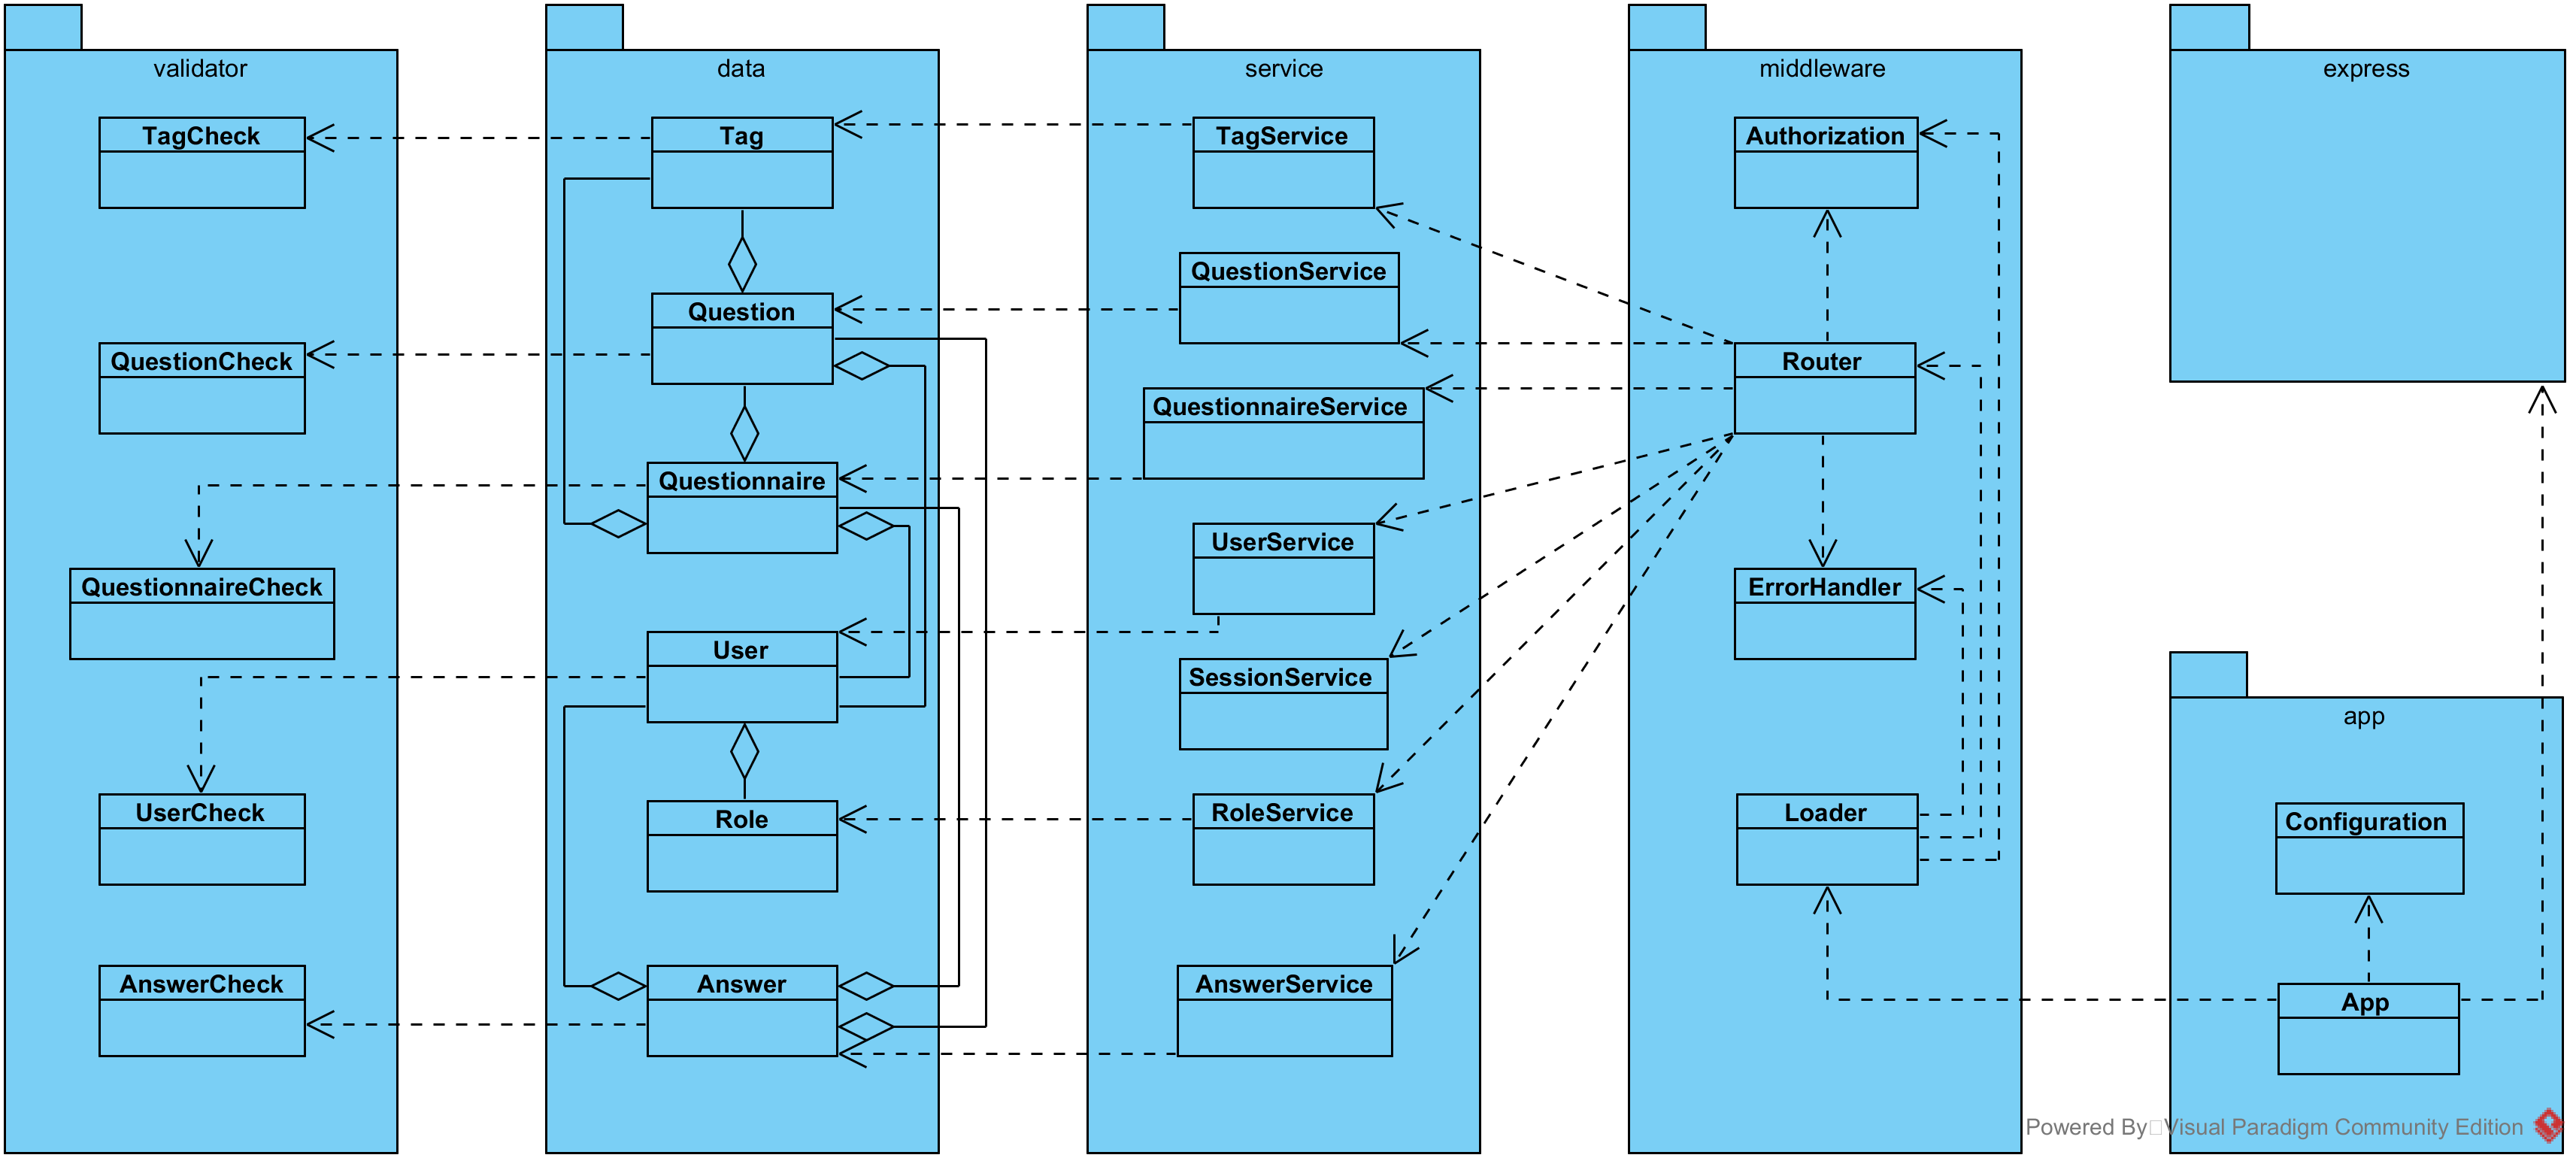 validator
TagCheck
QuestionCheck
QuestionnaireCheck
UserCheck
AnswerCheck
data
Tag
Question
Questionnaire
User
Role
Answer
service
TagService
QuestionService
QuestionnaireService
UserService
SessionService
RoleService
AnswerService
middleware
Authorization
Router
ErrorHandler
Loader
express
app
Configuration
App
Powered By□Visual Paradigm Community Edition